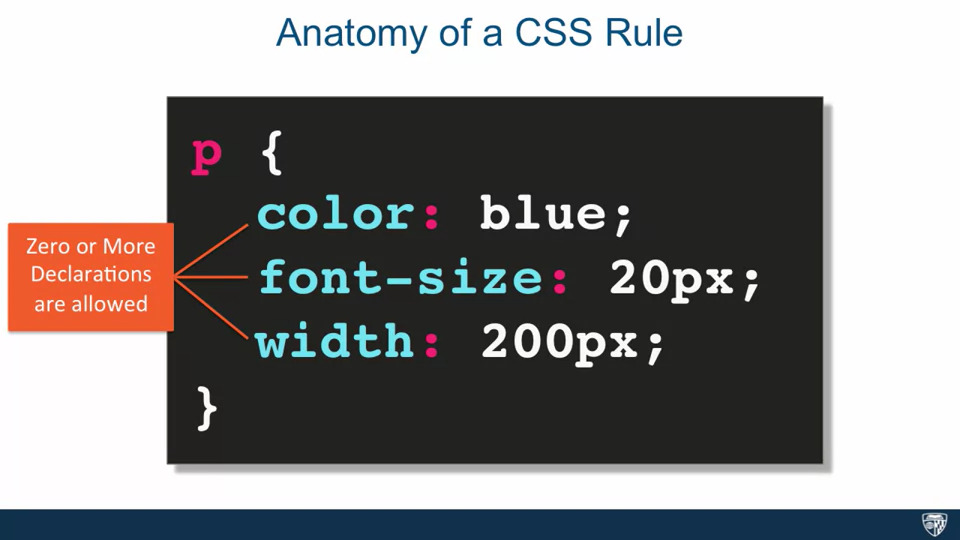 Anatomy of a CSS Rule
p {
color: blue;
font-size: 20px;
width: 200px;
}
Zero or More
Declarations
are allowed